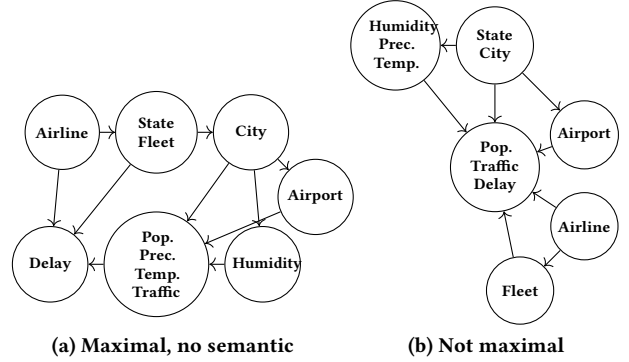 Airline
State
Fleet
City
Airport
Delay
Pop.
Prec.
Temp.
Traffic
Humidity
(a) Maximal, no semantic
Humidity
Prec.
Temp.
State
City
Airport
Pop.
Traffic
Delay
Airline
Fleet
(b) Not maximal